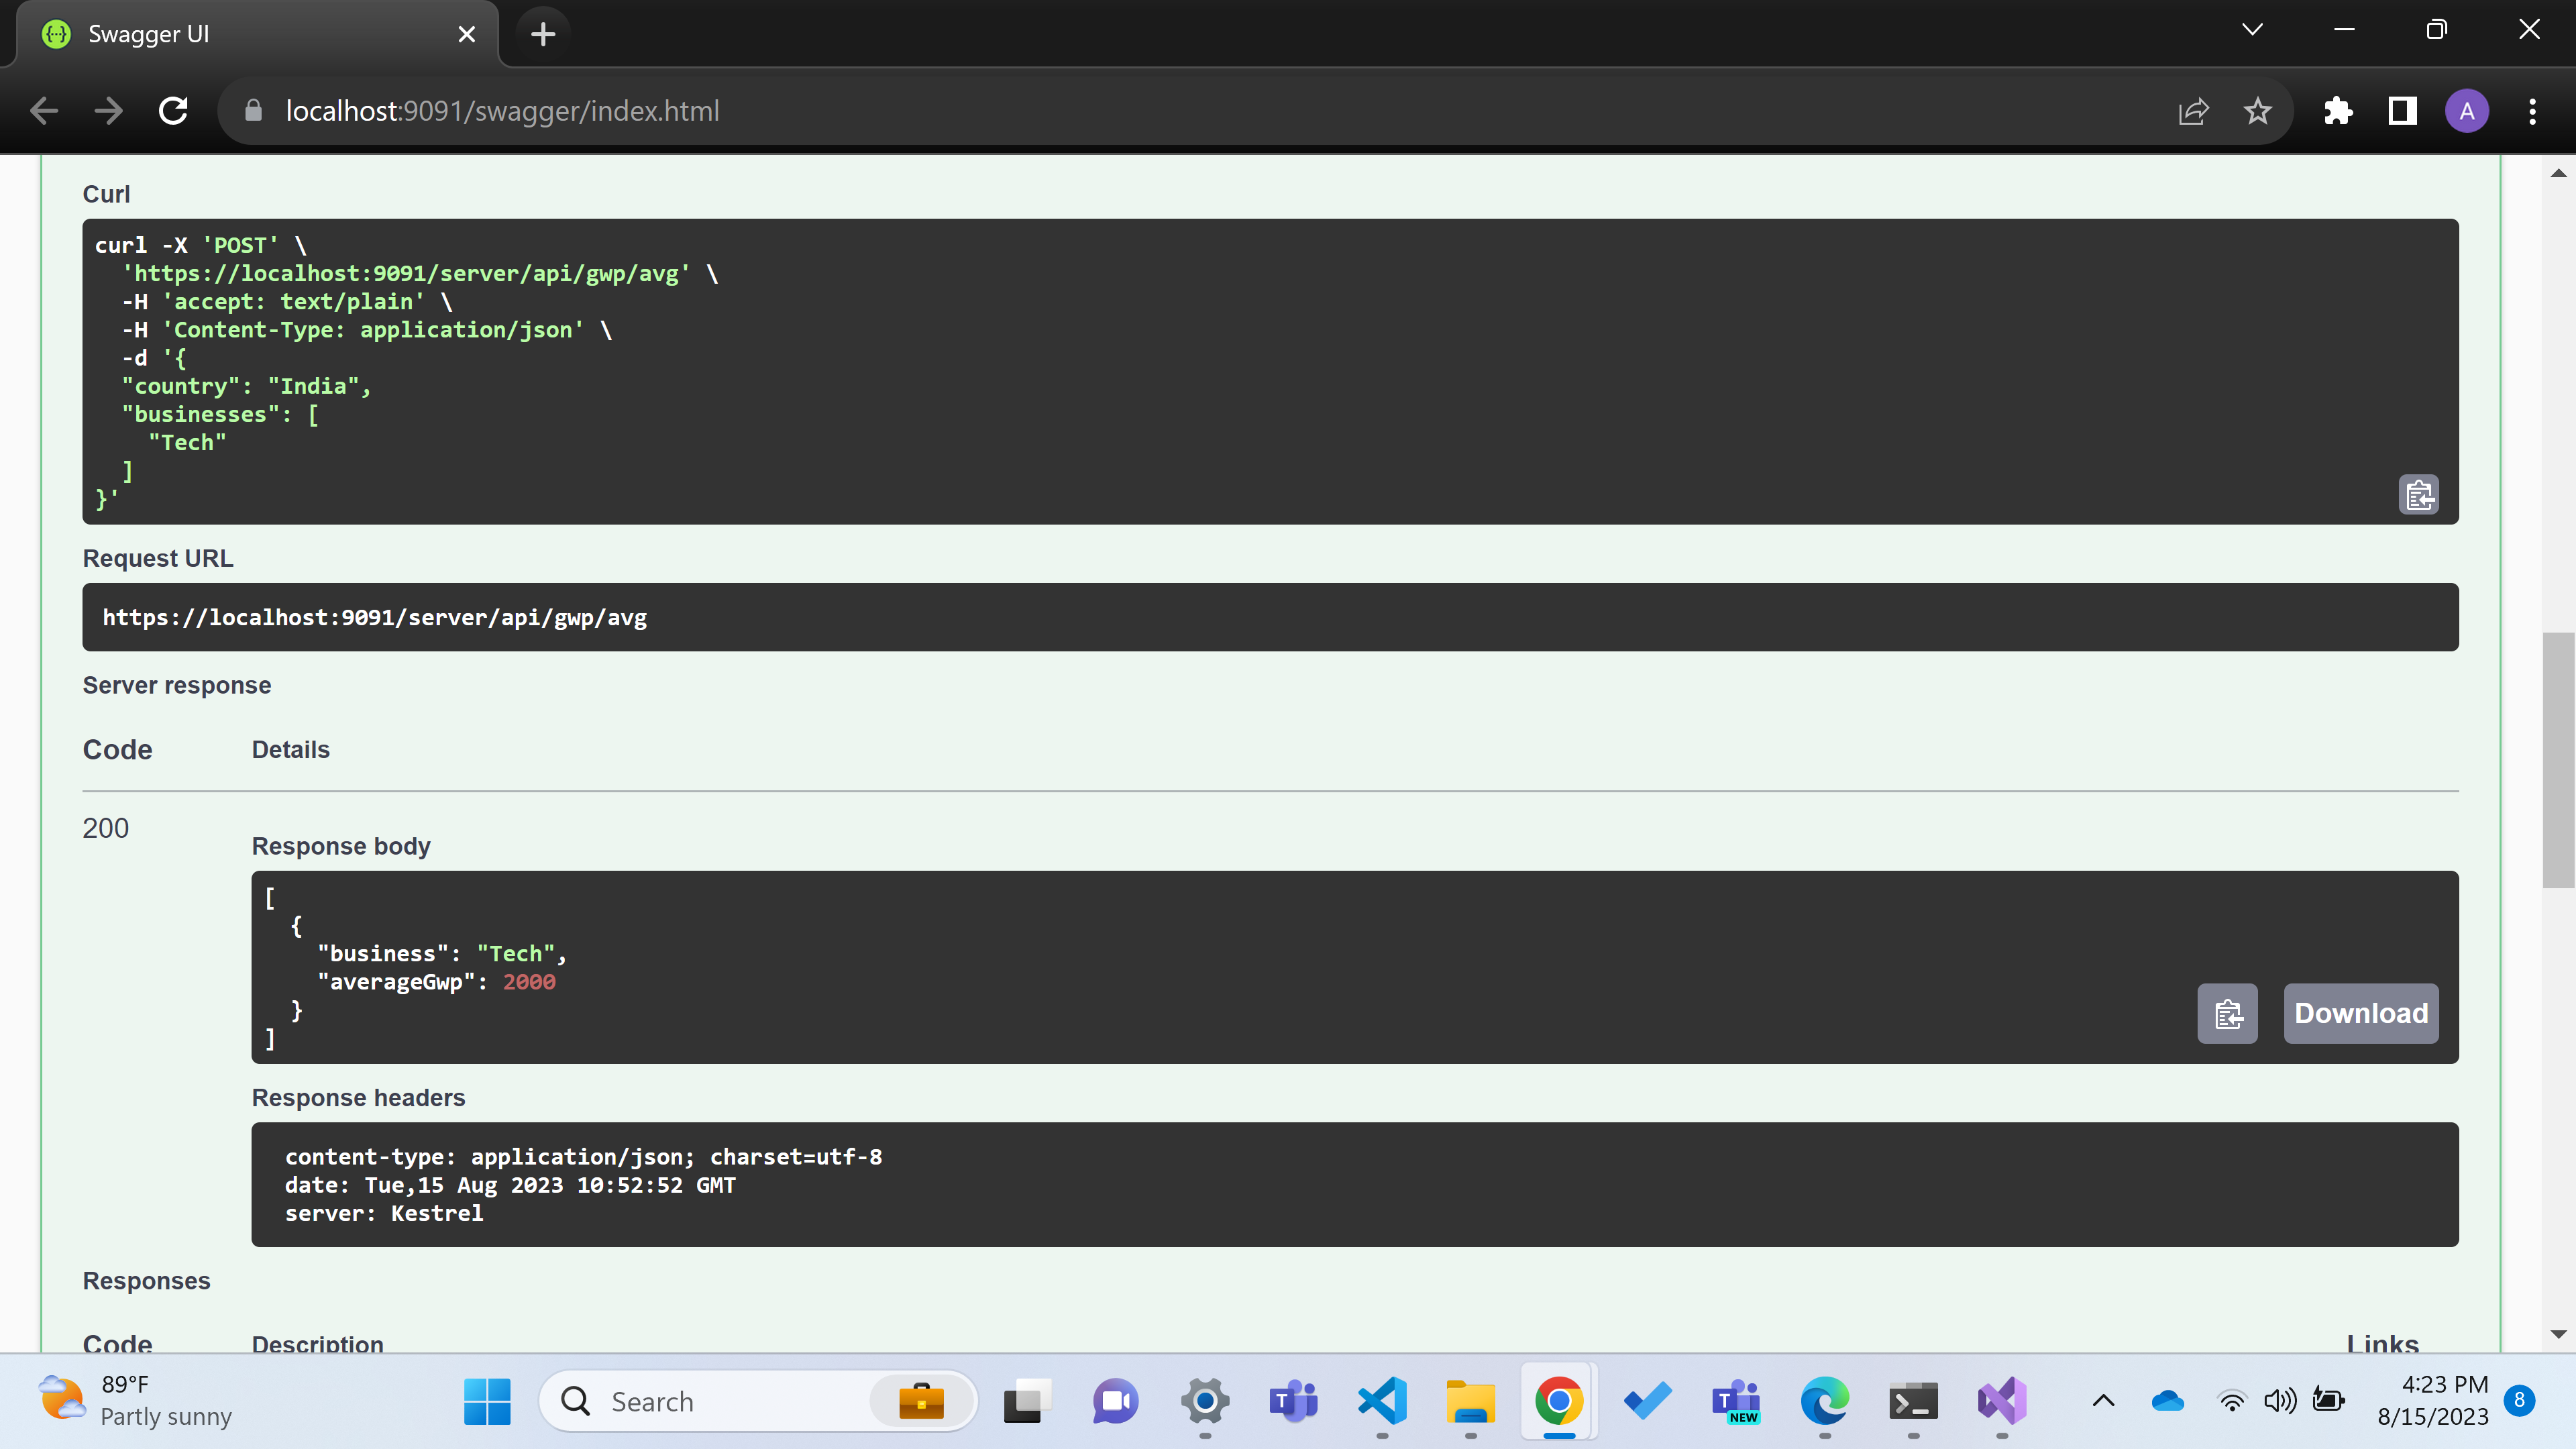 Swagger UI
localhost:9091/swagger/index.html
A
Curl
curl -X 'POST' \
  'https://localhost:9091/server/api/gwp/avg' \
  -H 'accept: text/plain' \
  -H 'Content-Type: application/json' \
  -d '{
  "country": "India",
  "businesses": [
    "Tech"
  ]
}'
Request URL
https://localhost:9091/server/api/gwp/avg
Server response
Code Details
200
Response body
[
  {
    "business": "Tech",
    "averageGwp": 2000
  }
]
Download
Response headers
content-type: application/json; charset=utf-8
date: Tue,15 Aug 2023 10:52:52 GMT
server: Kestrel
Responses
Code Description Links
89°F
Partly sunny
Search
T
T
NEW
4:23 PM
8/15/2023
8